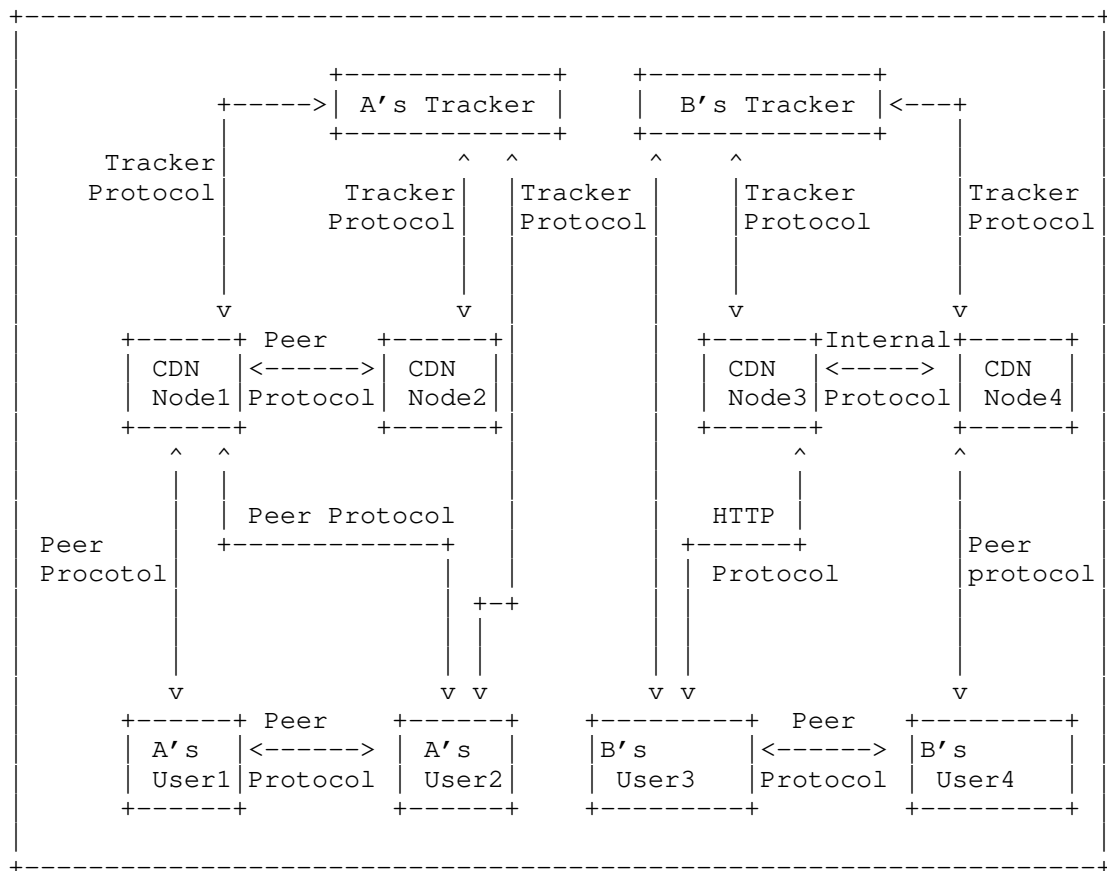 A's Tracker B's Tracker
Tracker
Protocol
Tracker Tracker Tracker Tracker
Protocol Protocol Protocol Protocol
Peer Internal
CDN CDN CDN CDN
Node1 Protocol Node2 Node3 Protocol Node4
Peer Protocol HTTP
Peer Peer
Procotol Protocol protocol
Peer Peer
A's A's B's B's
User1 Protocol User2 User3 Protocol User4